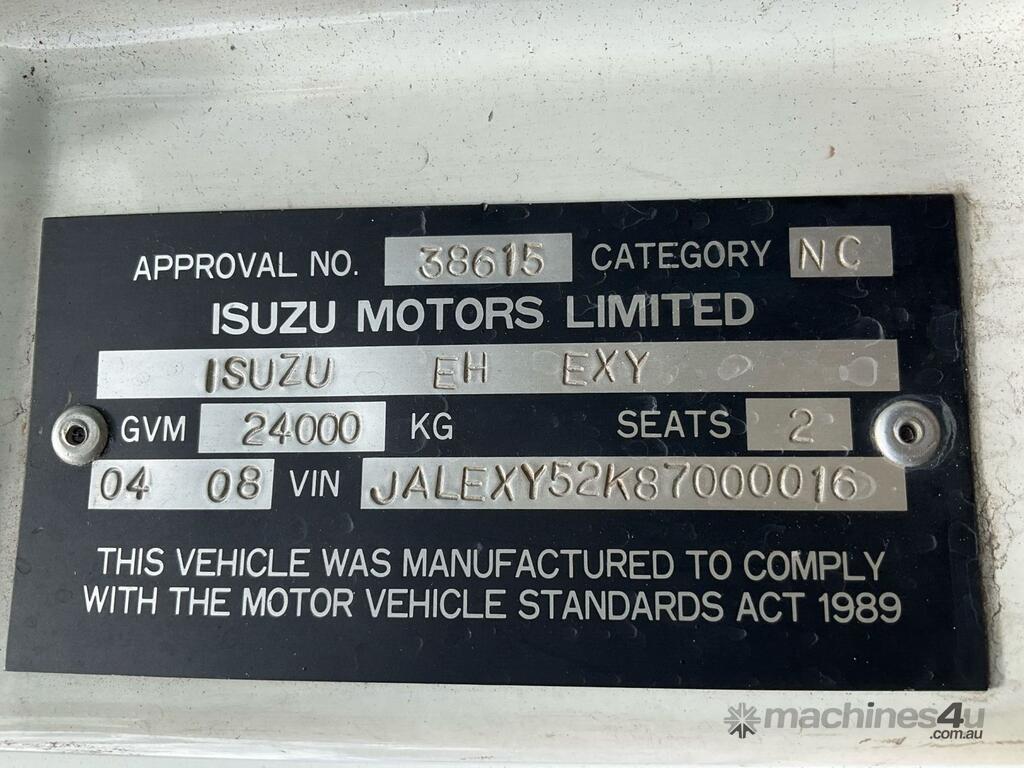 APPROVAL NO. 38615 CATEGORY NC
ISUZU MOTORS LIMITED
ISUZU EH EXY
GVM 24000 KG SEATS 2
04 08 VIN JALEXY52K87000016
THIS VEHICLE WAS MANUFACTURED TO COMPLY
WITH THE MOTOR VEHICLE STANDARDS ACT 1989
machines4u
.com.au